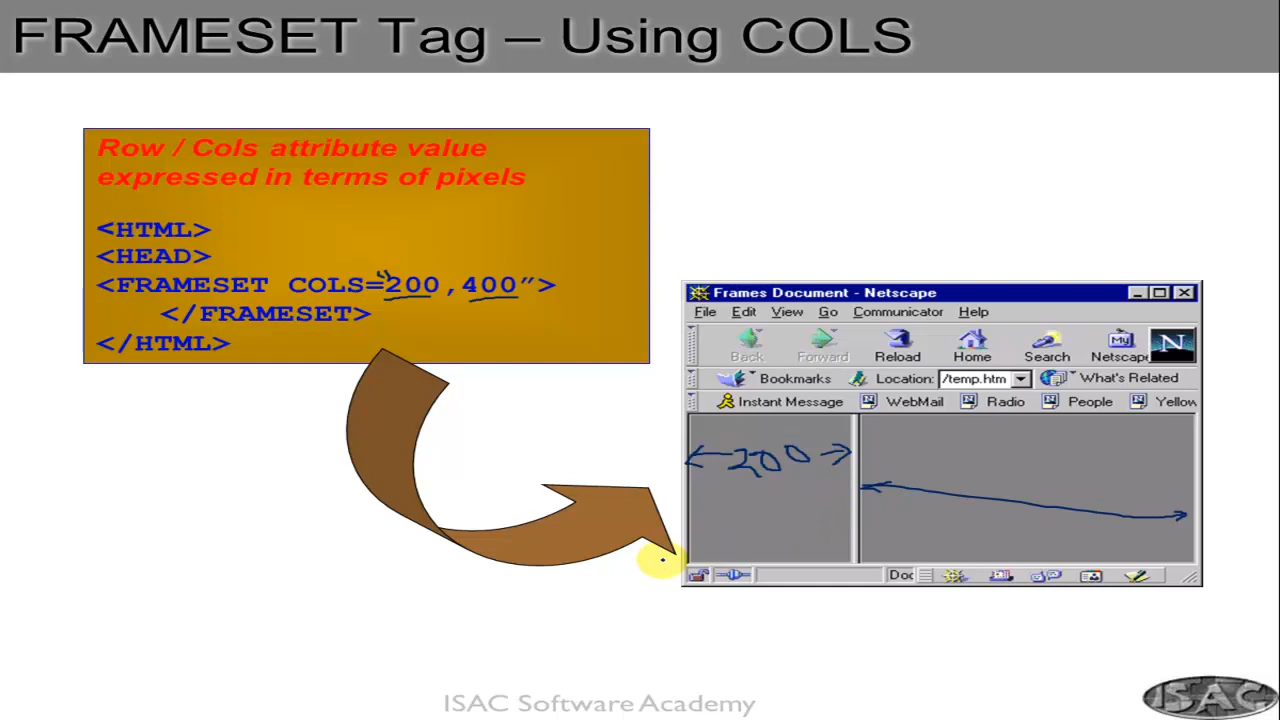 FRAMESET Tag – Using COLS
Row / Cols attribute value
expressed in terms of pixels
<HTML>
<HEAD>
<FRAMESET COLS="200,400”>
</FRAMESET>
</HTML>
Frames Document - Netscape
File Edit View Go Communicator Help
Back Forward Reload Home Search My Netscape N
Bookmarks Location: /temp.htm What's Related
Instant Message WebMail Radio People Yellow
200
Doc
ISAC Software Academy
ISAC